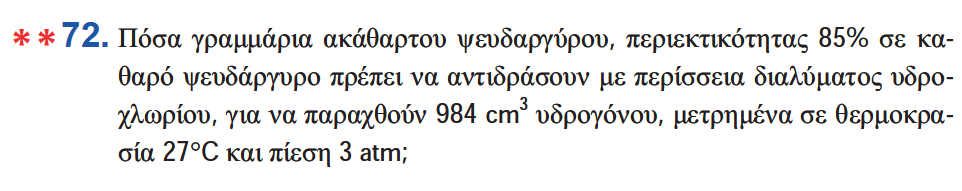 **72. Πόσα γραμμάρια ακάθαρτου ψευδαργύρου, περιεκτικότητας 85% σε κα-
θαρό ψευδάργυρο πρέπει να αντιδράσουν με περίσσεια διαλύματος υδρο-
χλωρίου, για να παραχθούν 984 cm³ υδρογόνου, μετρημένα σε θερμοκρα-
σία 27°C και πίεση 3 atm;